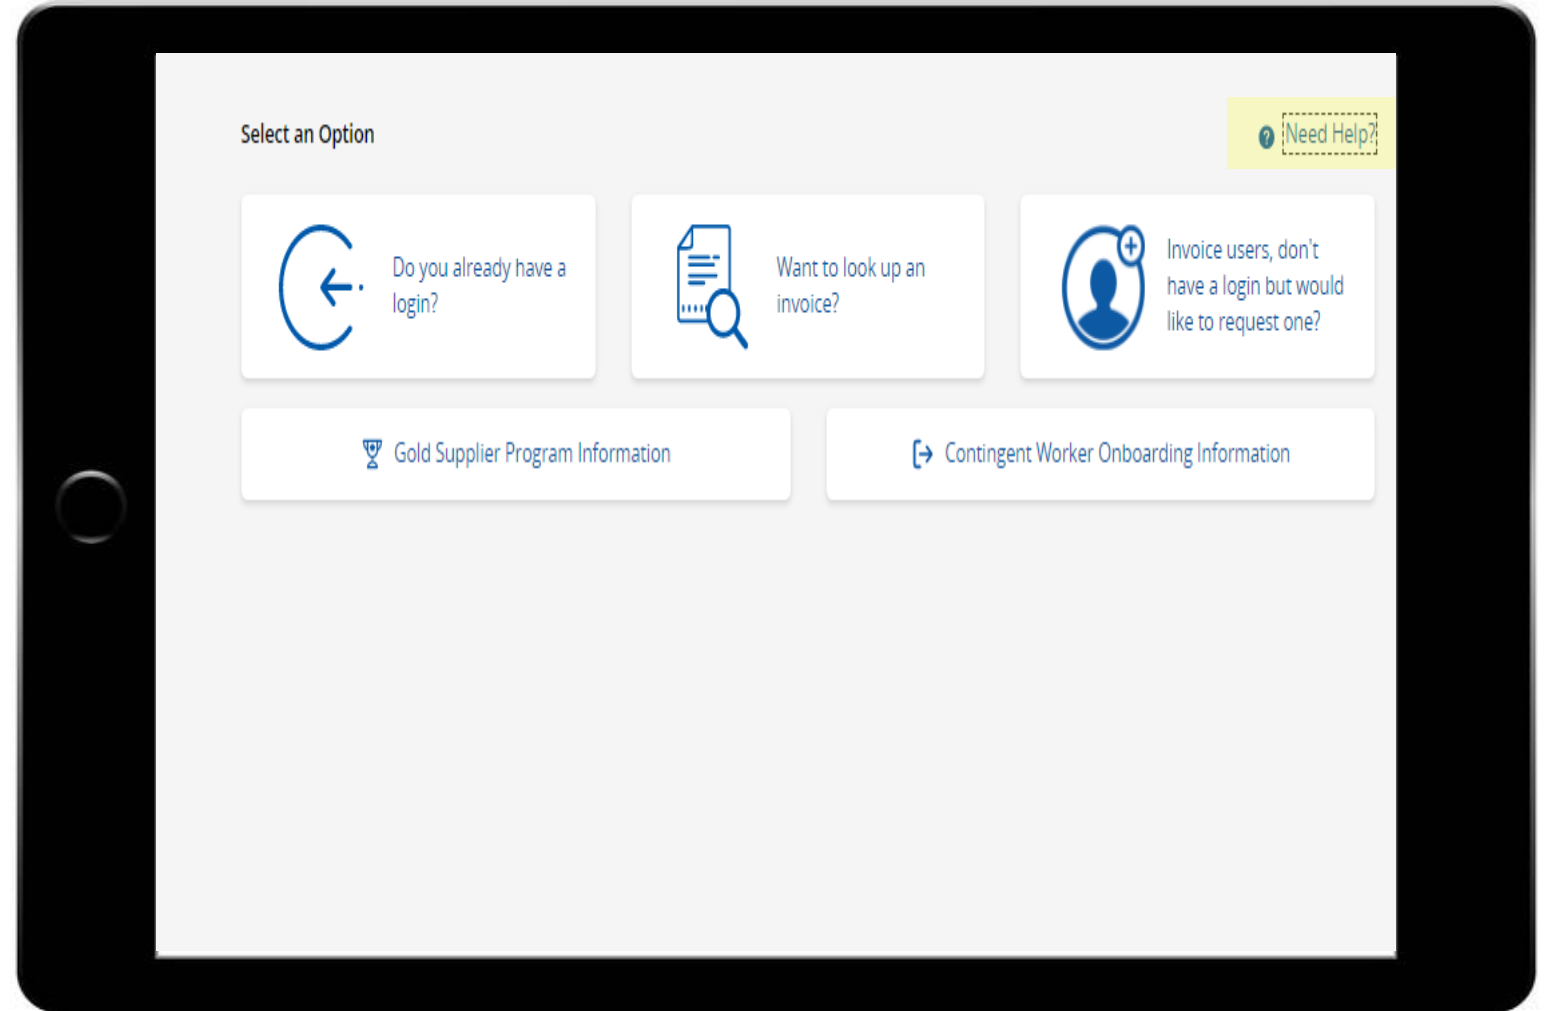 Select an Option
Need Help?
Do you already have a
login?
Want to look up an
invoice?
Invoice users, don't
have a login but would
like to request one?
Gold Supplier Program Information
Contingent Worker Onboarding Information